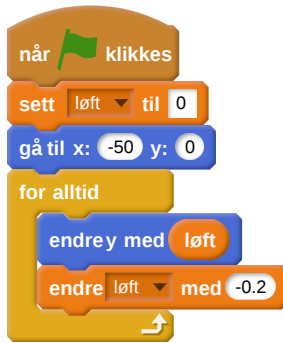 når klikkes
sett løft til 0
gå til x: -50 y: 0
for alltid
endre y med løft
endre løft med -0.2